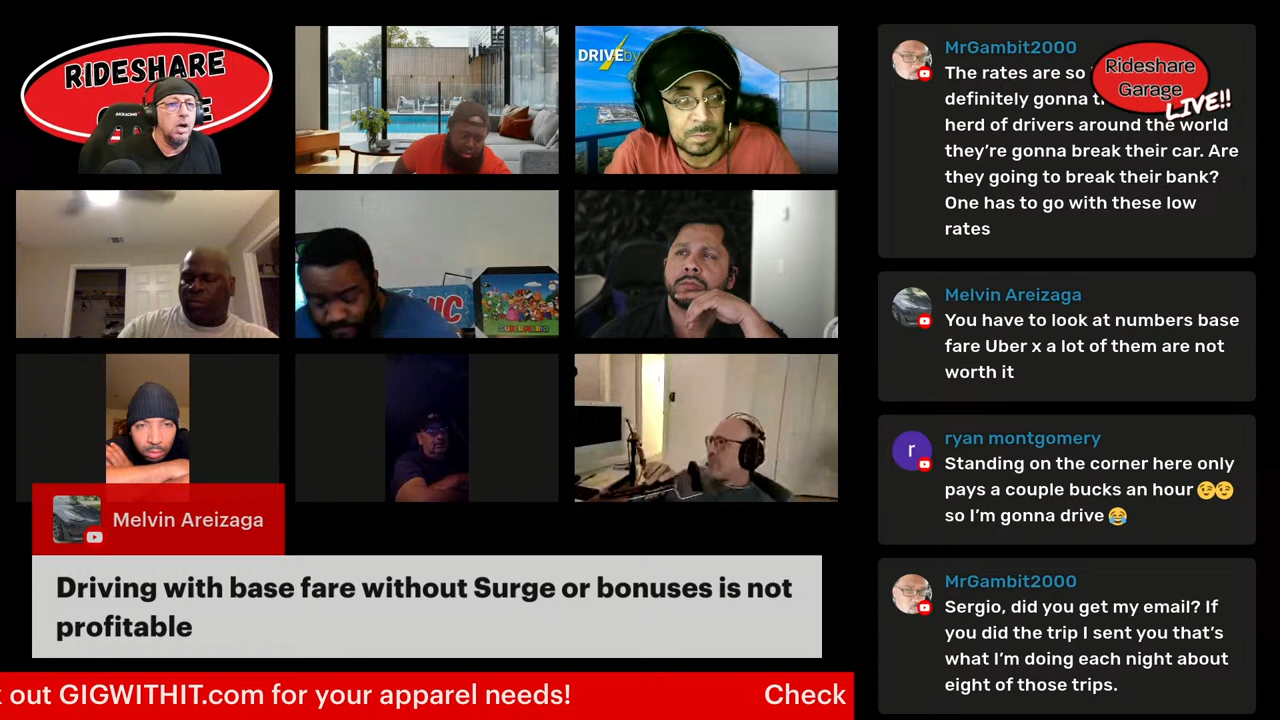 RIDESHARE
DRIVE
SUPER MARIO
Melvin Areizaga
Driving with base fare without Surge or bonuses is not
profitable
out GIGWITHIT.com for your apparel needs!
Check
MrGambit2000
The rates are so
definitely gonna
herd of drivers around the world
they’re gonna break their car. Are
they going to break their bank?
One has to go with these low
rates
Rideshare
Garage
LIVE!!
Melvin Areizaga
You have to look at numbers base
fare Uber x a lot of them are not
worth it
r
ryan montgomery
Standing on the corner here only
pays a couple bucks an hour 😉😉
so I’m gonna drive 😂
MrGambit2000
Sergio, did you get my email? If
you did the trip I sent you that’s
what I’m doing each night about
eight of those trips.